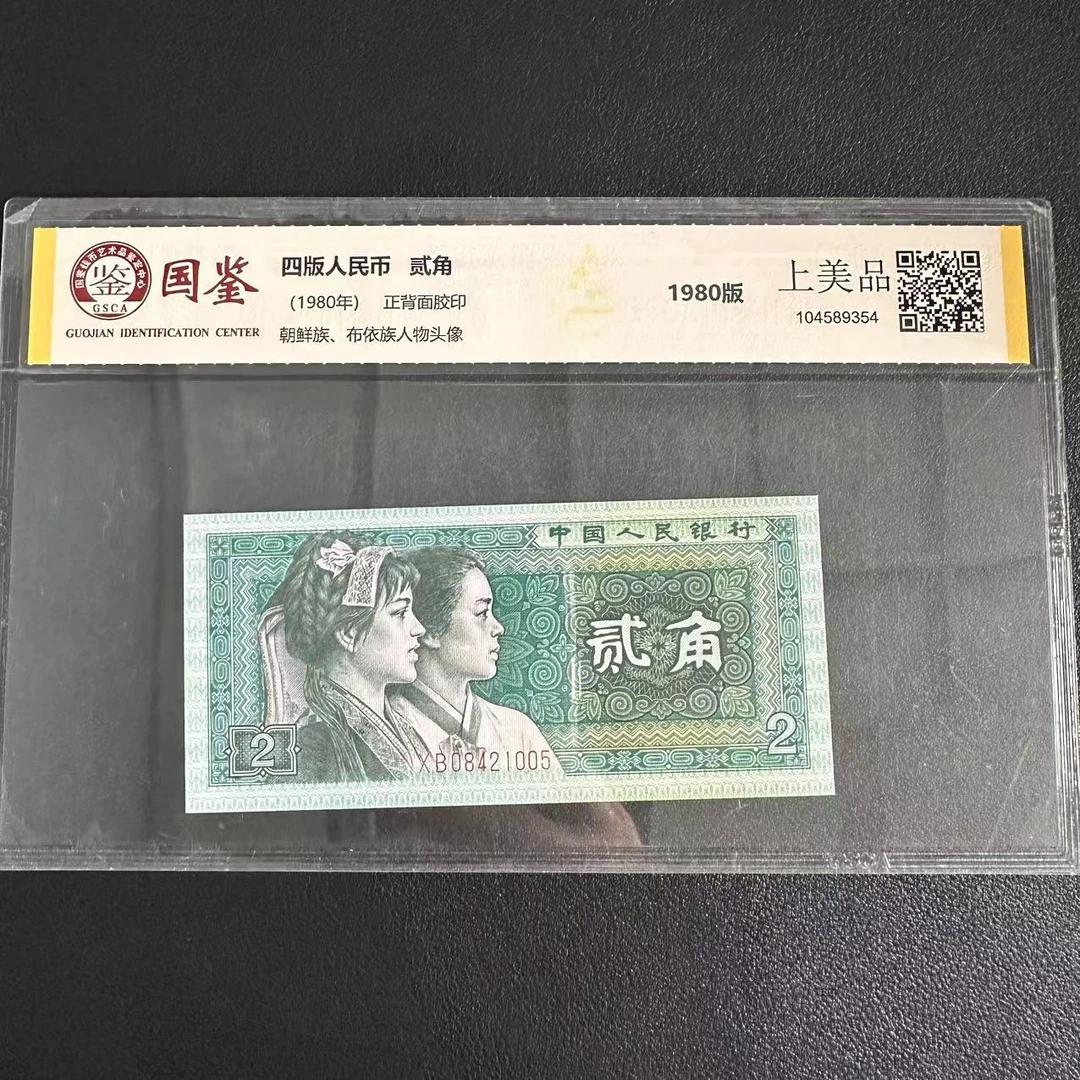 国鉴钱币艺术品鉴定中心
鉴
GSCA
国鉴
GUOJIAN IDENTIFICATION CENTER
四版人民币 贰角
(1980年) 正背面胶印
朝鲜族、布依族人物头像
1980版
上美品
104589354
中国人民银行
贰角
2
2
XB08421005